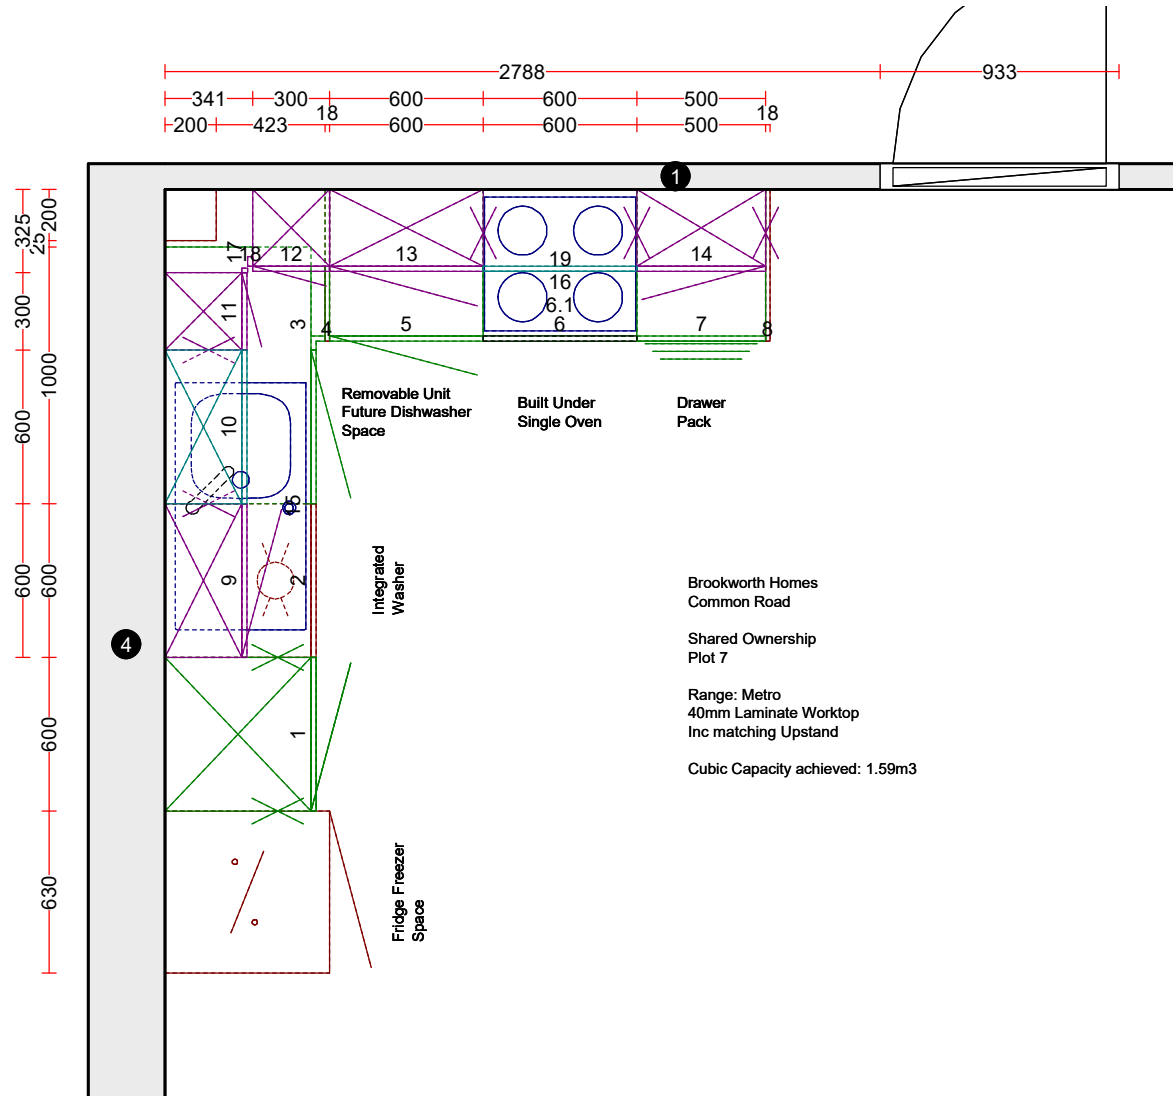 2788
933
341
300
600
600
500
18
18
200
423
600
600
500
1
325
25
200
17
18
12
13
19
14
16
6.1
300
11
3
4
5
6
7
8
1000
600
10
Removable Unit
Future Dishwasher
Space
Built Under
Single Oven
Drawer
Pack
15
600
600
9
2
Integrated
Washer
Brookworth Homes
Common Road
Shared Ownership
Plot 7
Range: Metro
40mm Laminate Worktop
Inc matching Upstand
Cubic Capacity achieved: 1.59m3
4
600
1
630
Fridge Freezer
Space